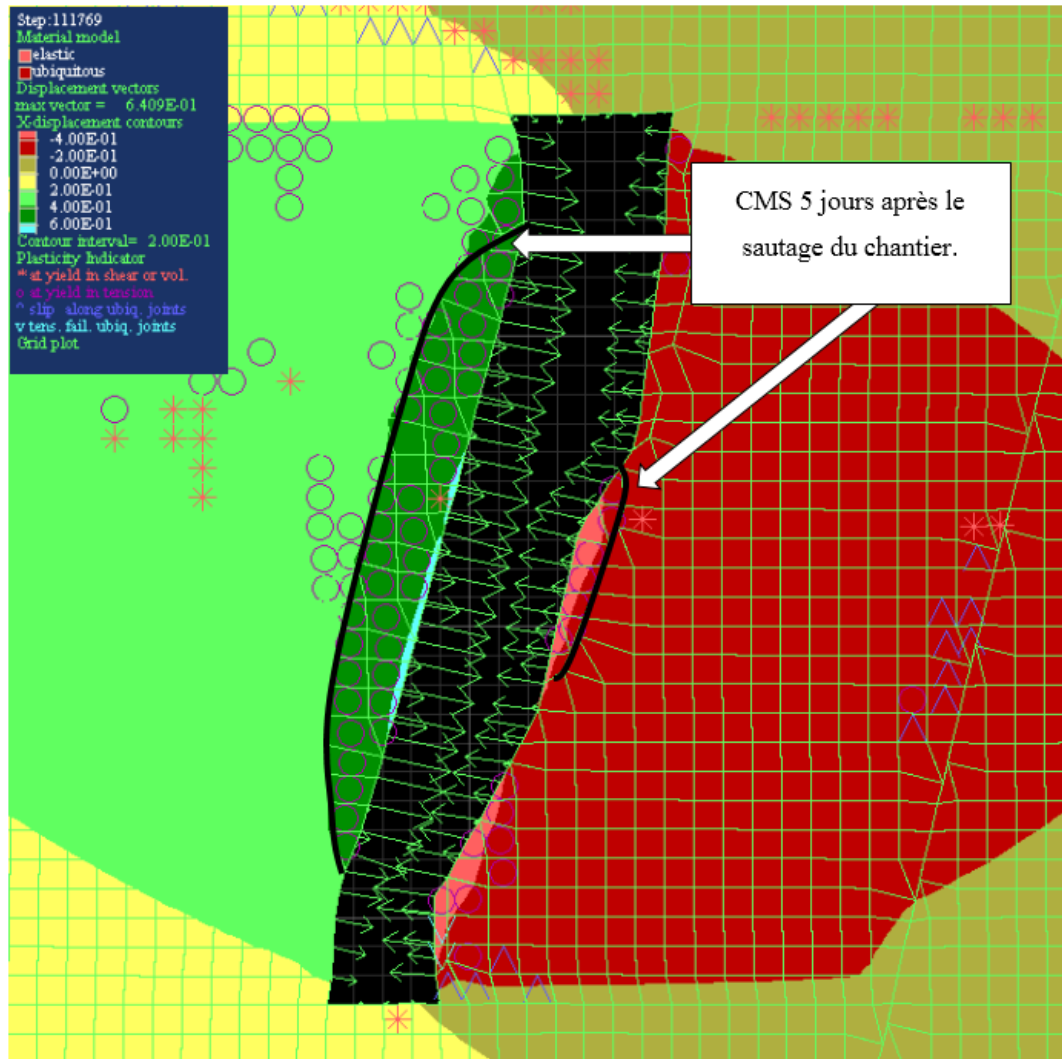 Step:111769
Material model
elastic
ubiquitous
Displacement vectors
max vector = 6.409E-01
X-displacement contours
-4.00E-01
-2.00E-01
0.00E+00
2.00E-01
4.00E-01
6.00E-01
Contour interval= 2.00E-01
Plasticity Indicator
* at yield in shear or vol.
o at yield in tension
^ slip along ubiq. joints
v tens. fail. ubiq. joints
Grid plot
CMS 5 jours après le
sautage du chantier.